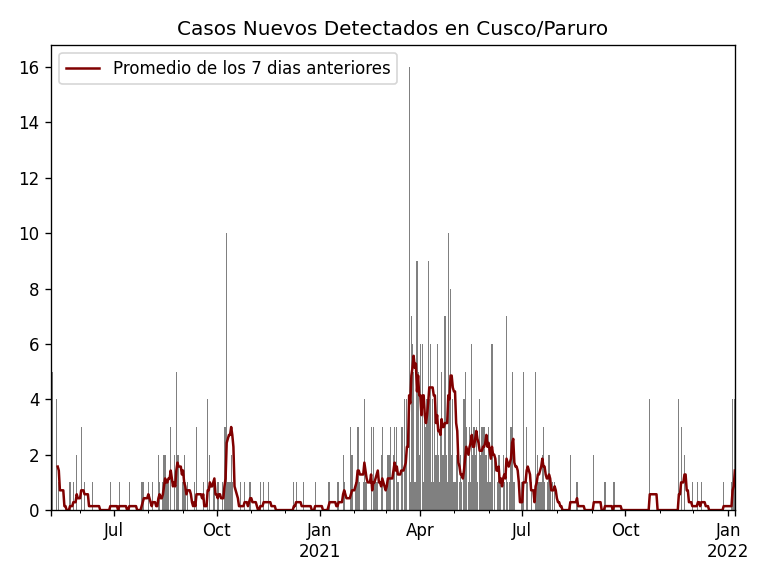 Casos Nuevos Detectados en Cusco/Paruro
Promedio de los 7 dias anteriores
16
14
12
10
8
6
4
2
0
Jul
Oct
Jan
Apr
Jul
Oct
Jan
2021
2022